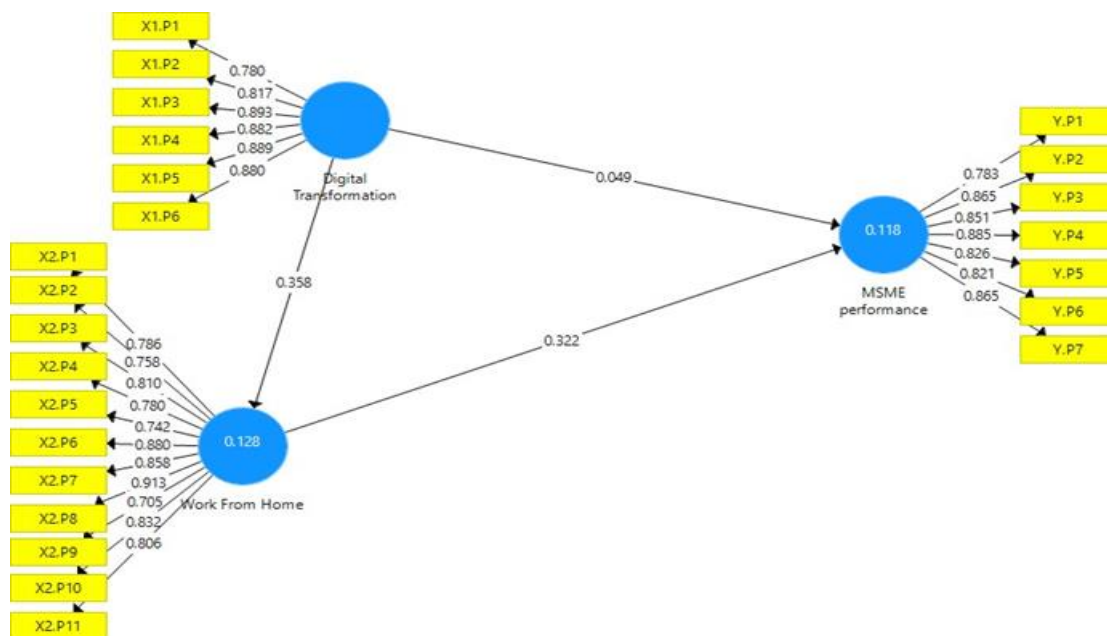 X1.P1
X1.P2
X1.P3
X1.P4
X1.P5
X1.P6
0.780
0.817
0.893
0.882
0.889
0.880
Digital
Transformation
0.049
0.358
0.322
X2.P1
X2.P2
X2.P3
X2.P4
X2.P5
X2.P6
X2.P7
X2.P8
X2.P9
X2.P10
X2.P11
0.786
0.758
0.810
0.780
0.742
0.880
0.858
0.913
0.705
0.832
0.806
0.128
Work From Home
0.118
MSME
performance
0.783
0.865
0.851
0.885
0.826
0.821
0.865
Y.P1
Y.P2
Y.P3
Y.P4
Y.P5
Y.P6
Y.P7